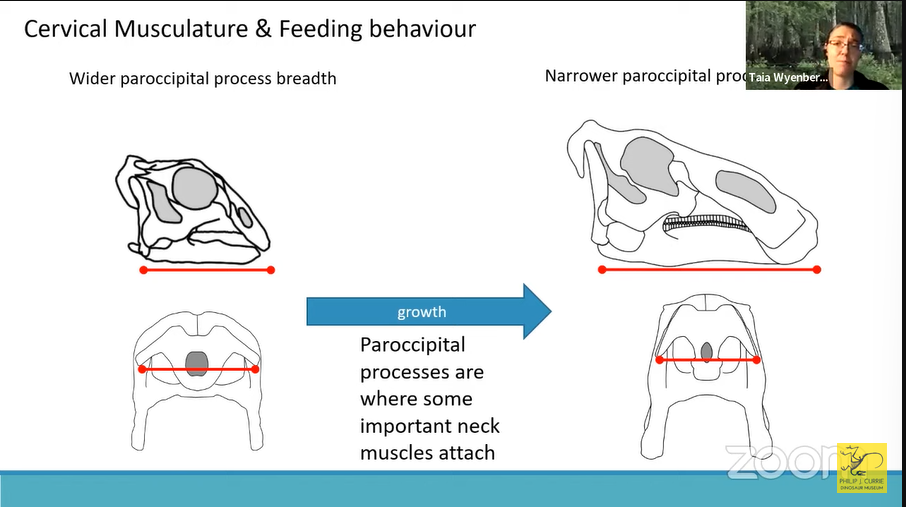 Cervical Musculature & Feeding behaviour
Wider paroccipital process breadth
Narrower paroccipital
Taia Wyenber...
growth
Paroccipital
processes are
where some
important neck
muscles attach
zoom
PHILIP J. CURRIE
DINOSAUR MUSEUM